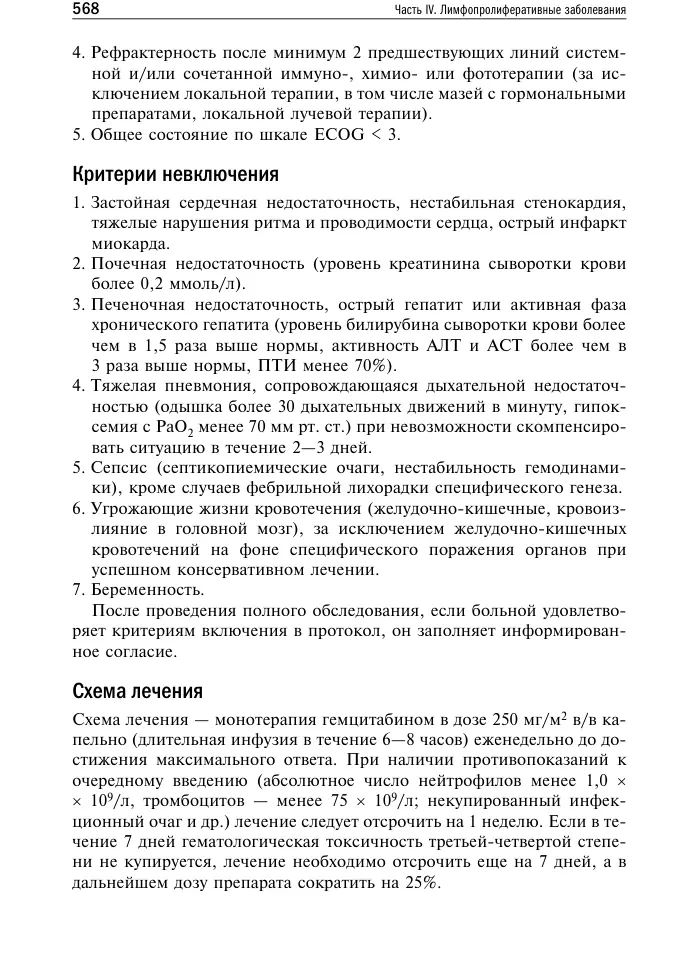 568 Часть IV. Лимфопролиферативные заболевания
4. Рефрактерность после минимум 2 предшествующих линий систем-
ной и/или сочетанной иммуно-, химио- или фототерапии (за ис-
ключением локальной терапии, в том числе мазей с гормональными
препаратами, локальной лучевой терапии).
5. Общее состояние по шкале ECOG < 3.
Критерии невключения
1. Застойная сердечная недостаточность, нестабильная стенокардия,
тяжелые нарушения ритма и проводимости сердца, острый инфаркт
миокарда.
2. Почечная недостаточность (уровень креатинина сыворотки крови
более 0,2 ммоль/л).
3. Печеночная недостаточность, острый гепатит или активная фаза
хронического гепатита (уровень билирубина сыворотки крови более
чем в 1,5 раза выше нормы, активность АЛТ и АСТ более чем в
3 раза выше нормы, ПТИ менее 70%).
4. Тяжелая пневмония, сопровождающаяся дыхательной недостаточ-
ностью (одышка более 30 дыхательных движений в минуту, гипок-
семия с PaO₂ менее 70 мм рт. ст.) при невозможности скомпенсиро-
вать ситуацию в течение 2—3 дней.
5. Сепсис (септикопиемические очаги, нестабильность гемодинами-
ки), кроме случаев фебрильной лихорадки специфического генеза.
6. Угрожающие жизни кровотечения (желудочно-кишечные, кровоиз-
лияние в головной мозг), за исключением желудочно-кишечных
кровотечений на фоне специфического поражения органов при
успешном консервативном лечении.
7. Беременность.
После проведения полного обследования, если больной удовлетво-
ряет критериям включения в протокол, он заполняет информирован-
ное согласие.
Схема лечения
Схема лечения — монотерапия гемцитабином в дозе 250 мг/м² в/в ка-
пельно (длительная инфузия в течение 6—8 часов) еженедельно до до-
стижения максимального ответа. При наличии противопоказаний к
очередному введению (абсолютное число нейтрофилов менее 1,0 ×
× 10⁹/л, тромбоцитов — менее 75 × 10⁹/л; некупированный инфек-
ционный очаг и др.) лечение следует отсрочить на 1 неделю. Если в те-
чение 7 дней гематологическая токсичность третьей-четвертой степе-
ни не купируется, лечение необходимо отсрочить еще на 7 дней, а в
дальнейшем дозу препарата сократить на 25%.